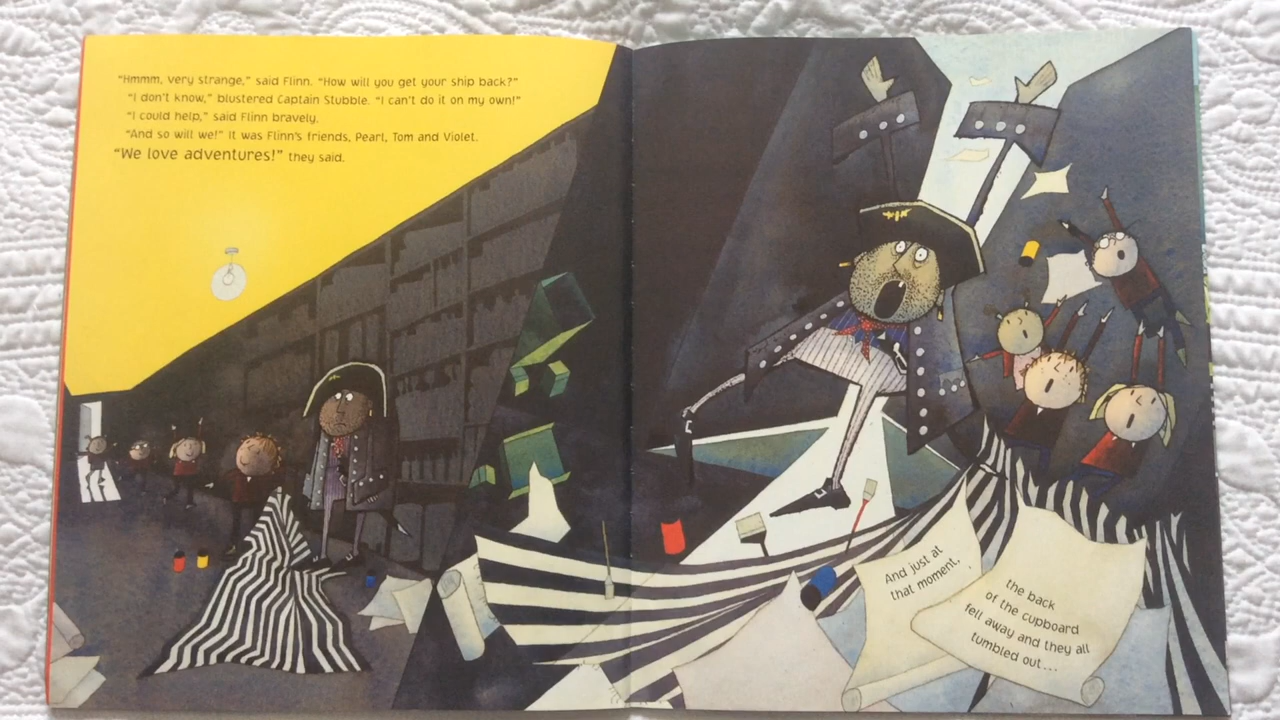 “Hmmm, very strange,” said Flinn. “How will you get your ship back?”
“I don't know,” blustered Captain Stubble. “I can't do it on my own!”
“I could help,” said Flinn bravely.
“And so will we!” It was Flinn's friends, Pearl, Tom and Violet.
“We love adventures!” they said.
And just at
that moment,
the back
of the cupboard
fell away and they all
tumbled out...